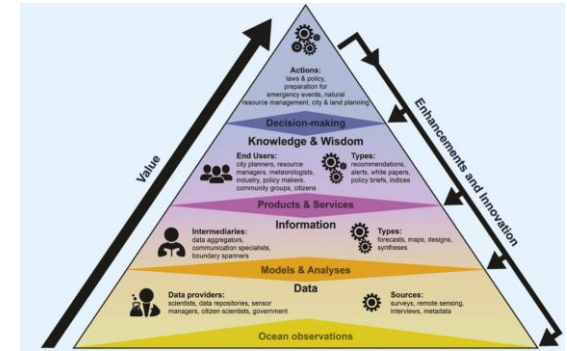 Actions:
laws & policy,
preparation for
emergency events, natural
resource management, city & land planning
Decision-making
Knowledge & Wisdom
End Users:
city planners, resource
managers, meteorologists,
industry, policy makers,
community groups, citizens
Types:
recommendations,
alerts, white papers,
policy briefs, indices
Products & Services
Information
Intermediaries:
data aggregators,
communication specialists,
boundary spanners
Types:
forecasts, maps, designs,
syntheses
Models & Analyses
Data
Data providers:
scientists, data repositories, sensor
managers, citizen scientists, government
Sources:
surveys, remote sensing,
interviews, metadata
Ocean observations
Value
Enhancements and Innovation